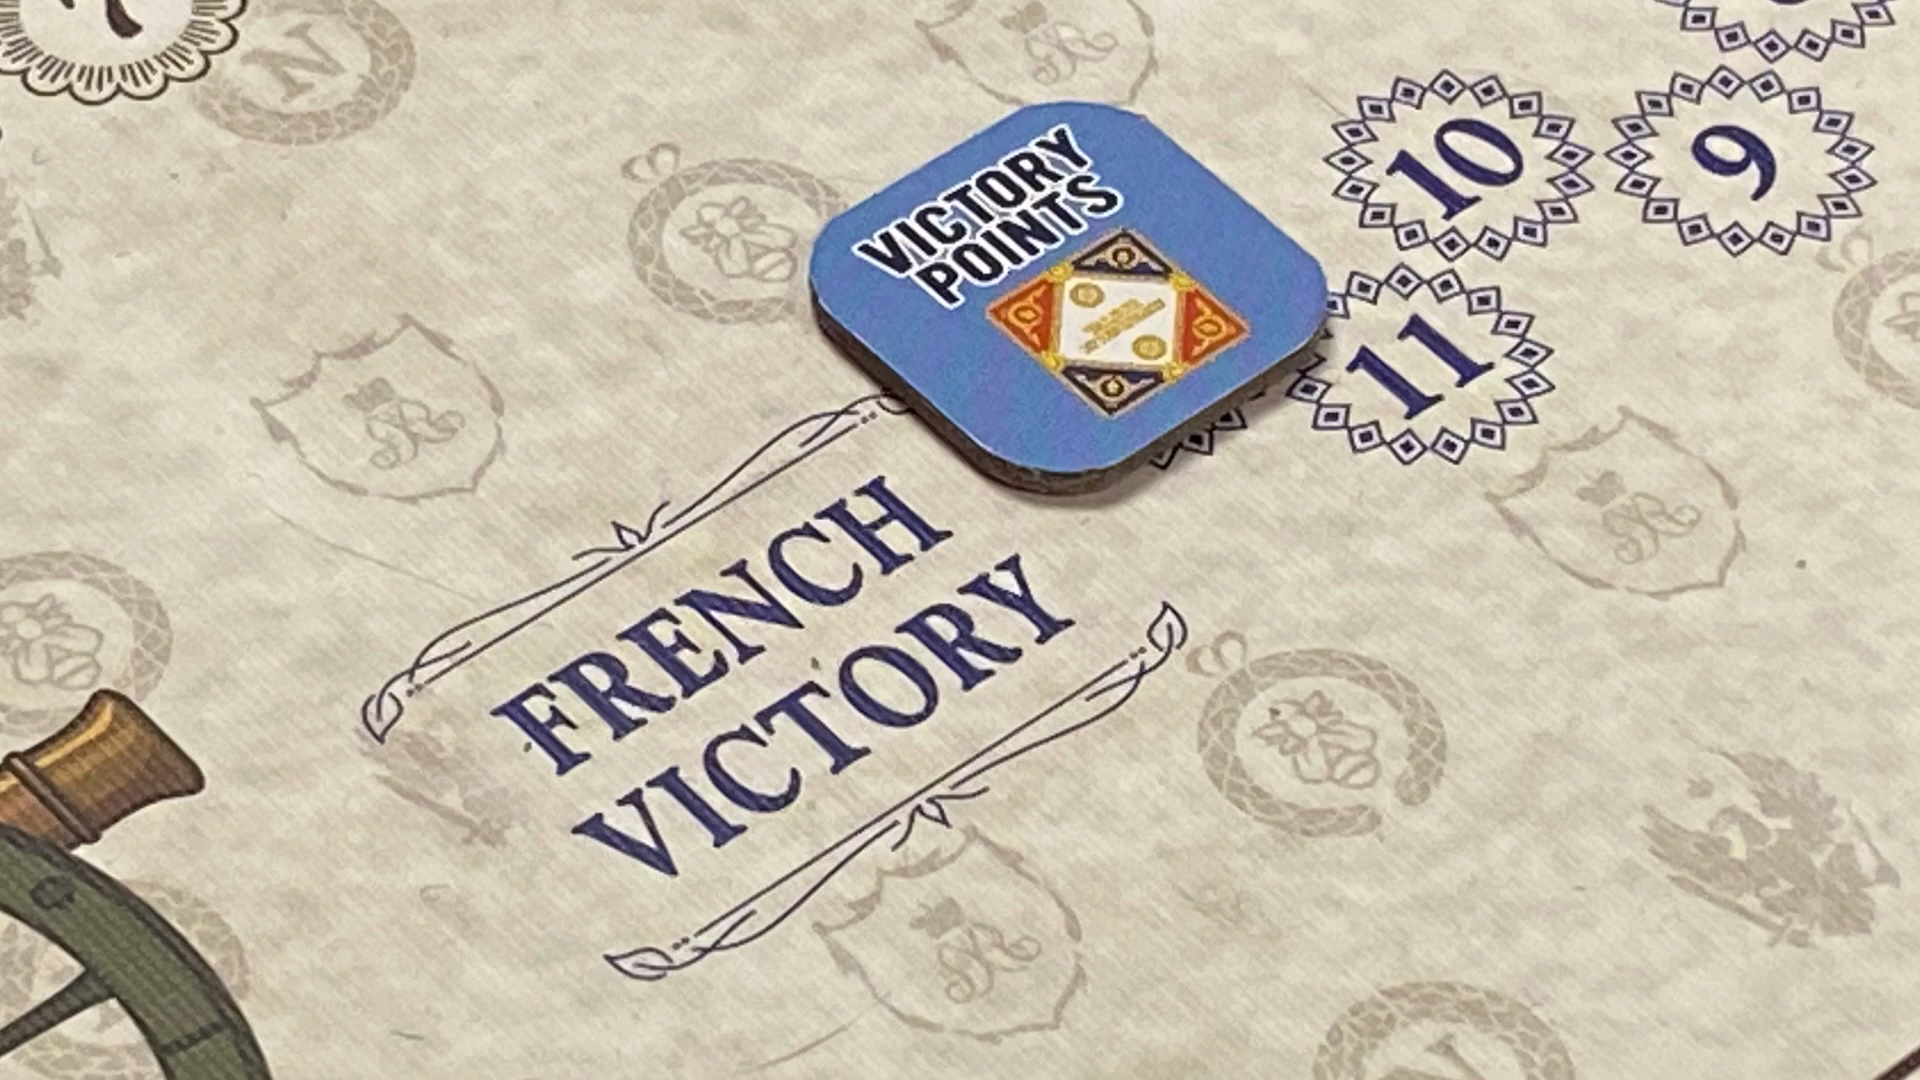 VICTORY
POINTS
10
9
11
FRENCH
VICTORY
N